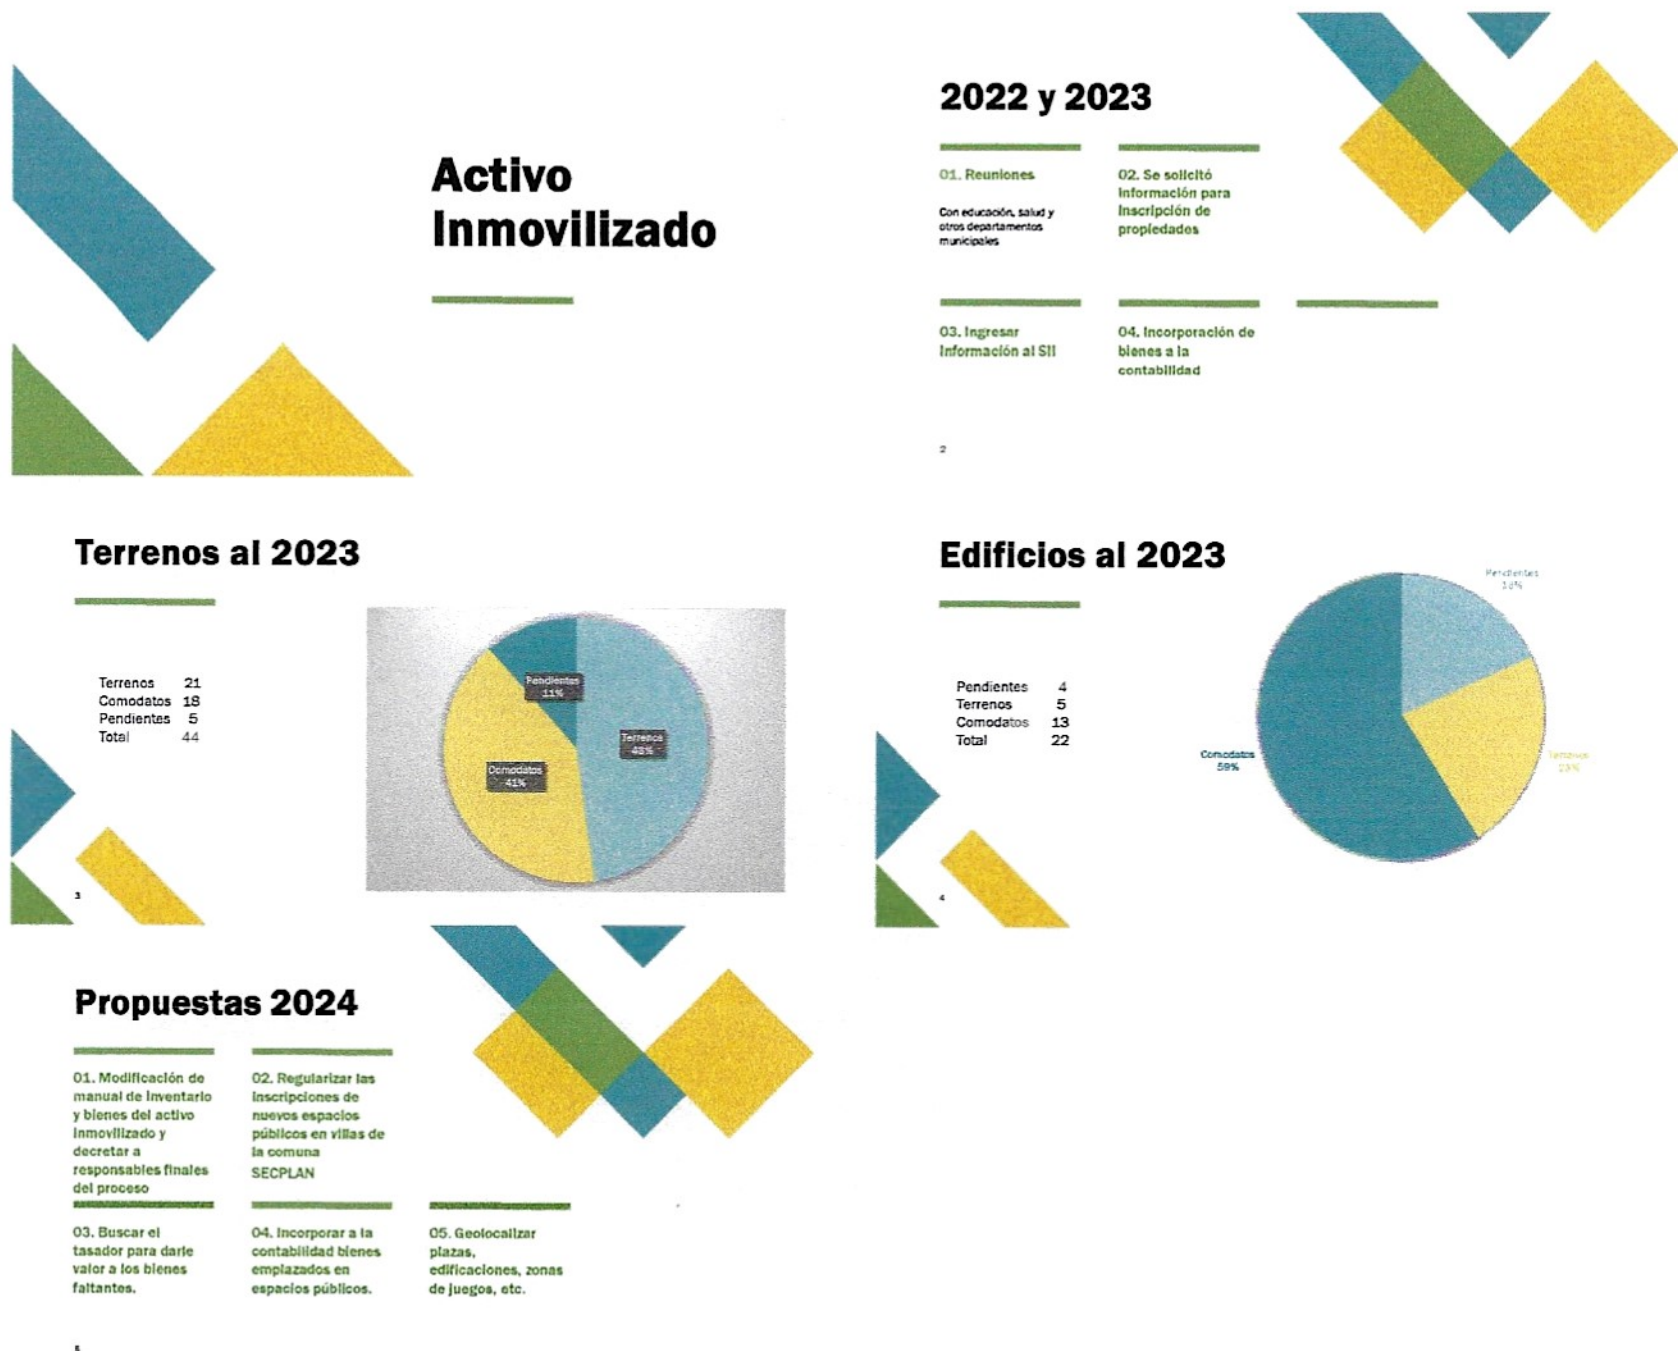 Activo
Inmovilizado
2022 y 2023
01. Reuniones
Con educación, salud y
otros departamentos
municipales
02. Se solicitó
Información para
Inscripción de
propiedades
03. Ingresar
Información al SII
04. Incorporación de
bienes a la
contabilidad
2
Terrenos al 2023
Terrenos 21
Comodatos 18
Pendientes 5
Total 44
Pendientes
11%
Terrenos
48%
Comodatos
41%
3
Edificios al 2023
Pendientes 4
Terrenos 5
Comodatos 13
Total 22
Pendientes
18%
Comodatos
59%
Terrenos
23%
4
Propuestas 2024
01. Modificación de
manual de Inventario
y bienes del activo
Inmovilizado y
decretar a
responsables finales
del proceso
02. Regularizar las
Inscripciones de
nuevos espacios
públicos en villas de
la comuna
SECPLAN
03. Buscar el
tasador para darle
valor a los bienes
faltantes.
04. Incorporar a la
contabilidad bienes
emplazados en
espacios públicos.
05. Geolocalizar
plazas,
edificaciones, zonas
de juegos, etc.
5